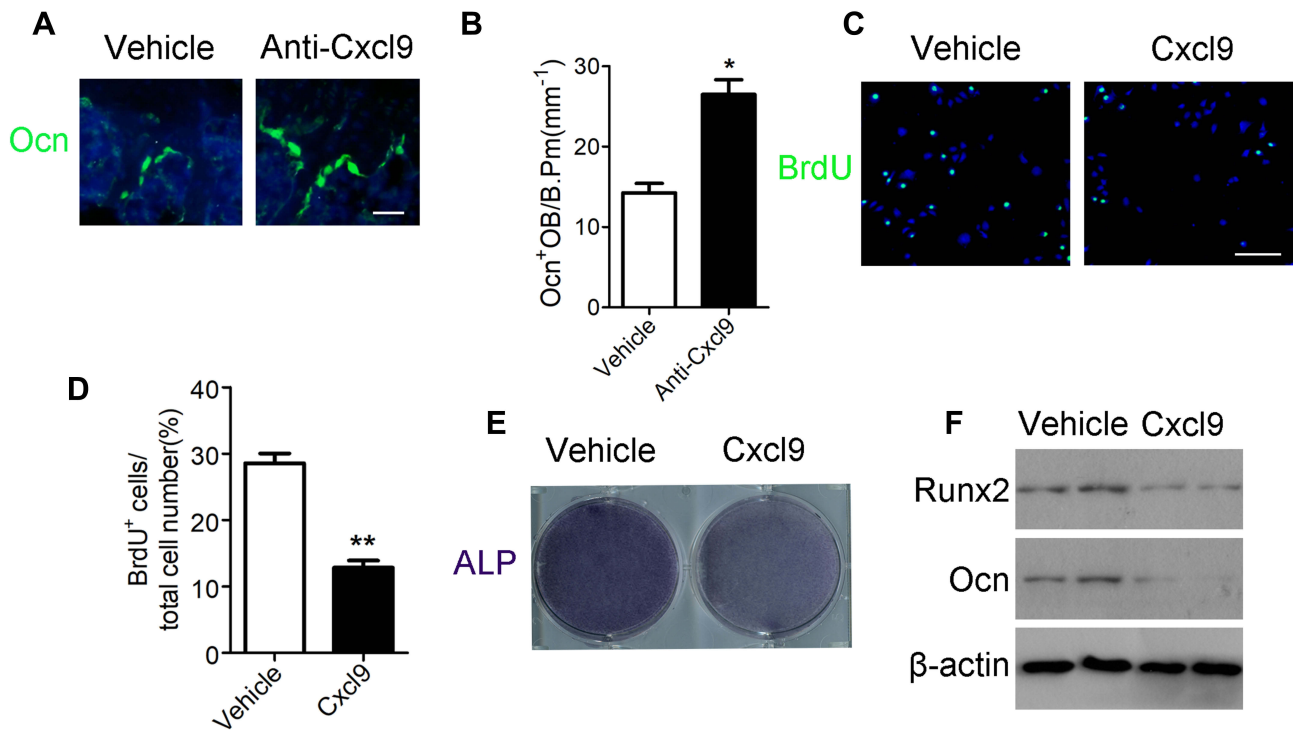 A
Vehicle
Anti-Cxcl9
Ocn
B
Ocn+OB/B.Pm(mm-1)
30
20
10
0
*
Vehicle
Anti-Cxcl9
C
Vehicle
Cxcl9
BrdU
D
BrdU+ cells/
total cell number(%)
40
30
20
10
0
**
Vehicle
Cxcl9
E
Vehicle
Cxcl9
ALP
F
Vehicle Cxcl9
Runx2
Ocn
β-actin